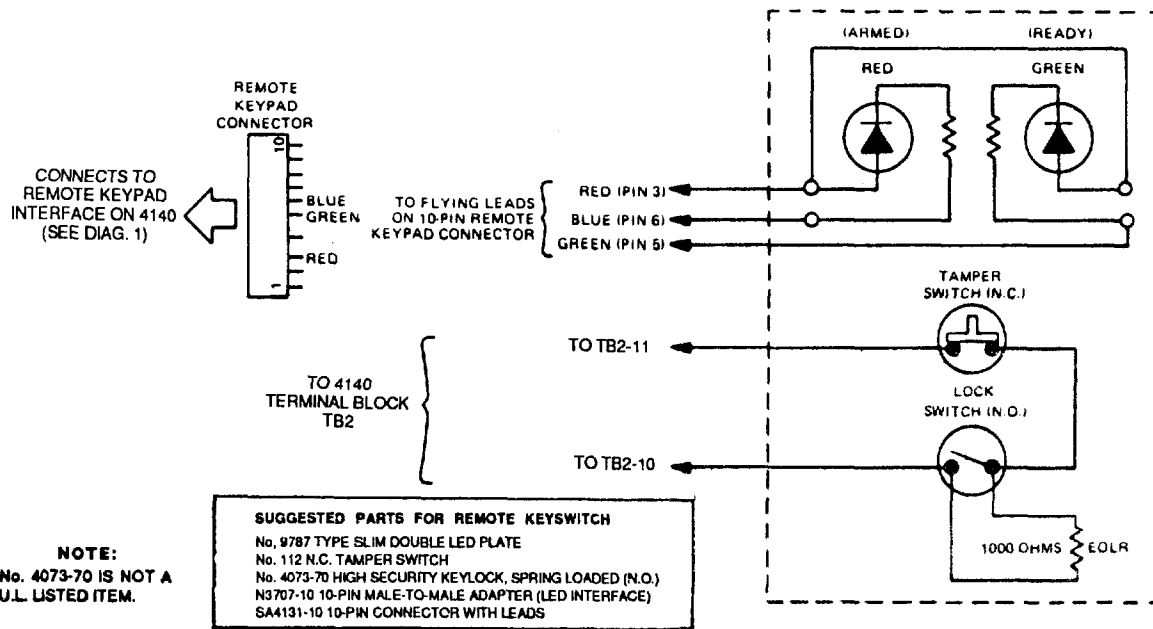 REMOTE
KEYPAD
CONNECTOR
10
BLUE
GREEN
RED
1
CONNECTS TO
REMOTE KEYPAD
INTERFACE ON 4140
(SEE DIAG. 1)
TO FLYING LEADS
ON 10-PIN REMOTE
KEYPAD CONNECTOR
RED (PIN 3)
BLUE (PIN 6)
GREEN (PIN 5)
(ARMED)
(READY)
RED
GREEN
TAMPER
SWITCH (N.C.)
TO TB2-11
TO 4140
TERMINAL BLOCK
TB2
LOCK
SWITCH (N.O.)
TO TB2-10
1000 OHMS
EOLR
NOTE:
No. 4073-70 IS NOT A
U.L. LISTED ITEM.
SUGGESTED PARTS FOR REMOTE KEYSWITCH
No, 9787 TYPE SLIM DOUBLE LED PLATE
No. 112 N.C. TAMPER SWITCH
No. 4073-70 HIGH SECURITY KEYLOCK, SPRING LOADED (N.O.)
N3707-10 10-PIN MALE-TO-MALE ADAPTER (LED INTERFACE)
SA4131-10 10-PIN CONNECTOR WITH LEADS